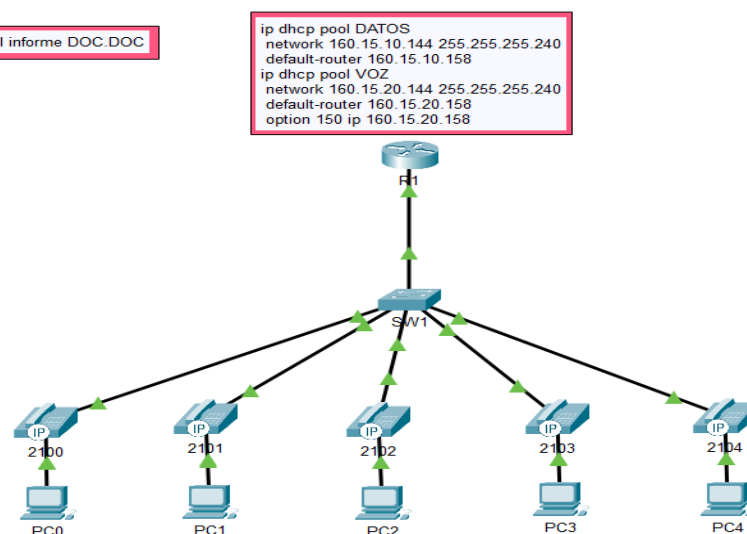 l informe DOC.DOC
ip dhcp pool DATOS
network 160.15.10.144 255.255.255.240
default-router 160.15.10.158
ip dhcp pool VOZ
network 160.15.20.144 255.255.255.240
default-router 160.15.20.158
option 150 ip 160.15.20.158
R1
SW1
IP IP IP IP IP
2100 2101 2102 2103 2104
PC0 PC1 PC2 PC3 PC4